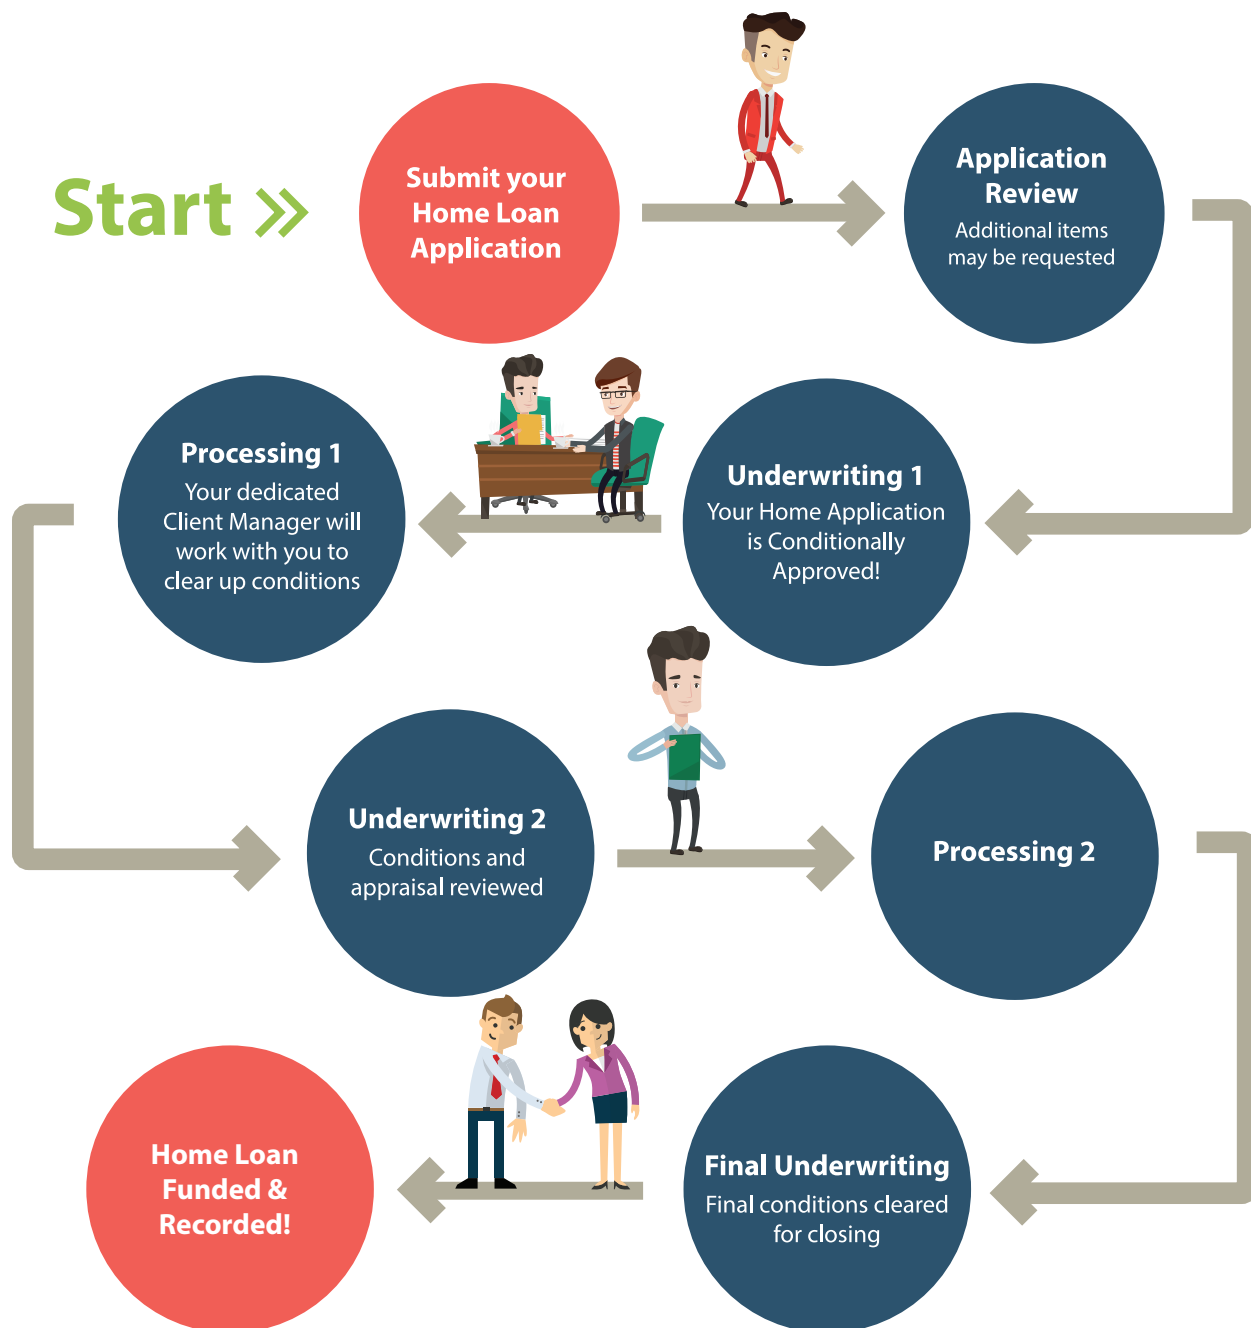 Start
Submit your
Home Loan
Application
Application
Review
Additional items
may be requested
Underwriting 1
Your Home Application
is Conditionally
Approved!
Processing 1
Your dedicated
Client Manager will
work with you to
clear up conditions
Underwriting 2
Conditions and
appraisal reviewed
Processing 2
Final Underwriting
Final conditions cleared
for closing
Home Loan
Funded &
Recorded!